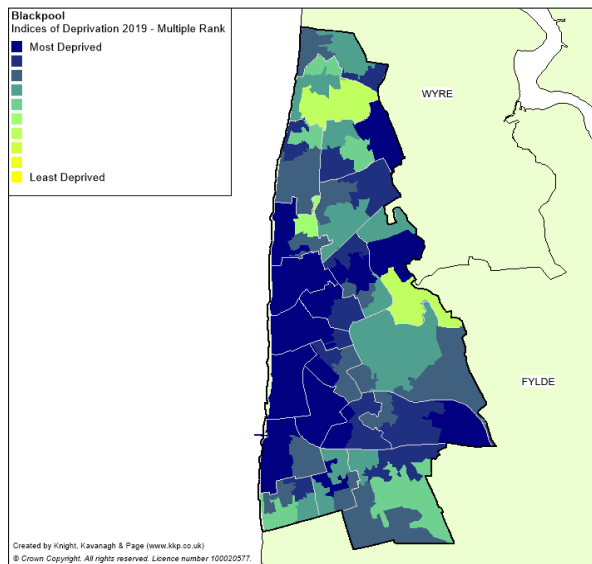 Blackpool
Indices of Deprivation 2019 - Multiple Rank
Most Deprived
Least Deprived
WYRE
FYLDE
Created by Knight, Kavanagh & Page (www.kkp.co.uk)
© Crown Copyright. All rights reserved. Licence number 100020577.